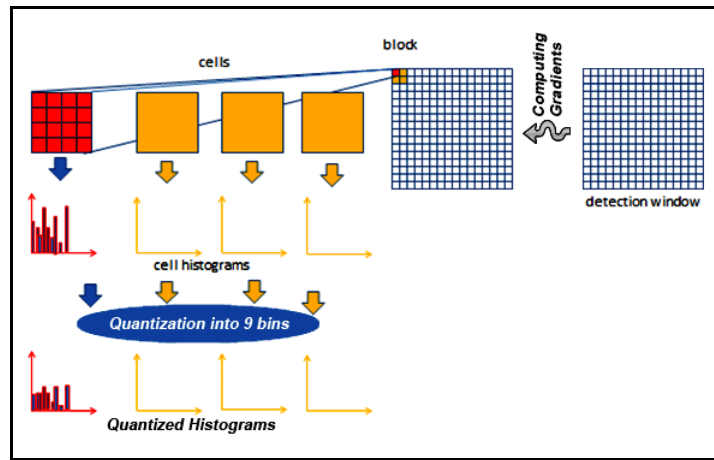 block
cells
Computing
Gradients
detection window
cell histograms
Quantization into 9 bins
Quantized Histograms